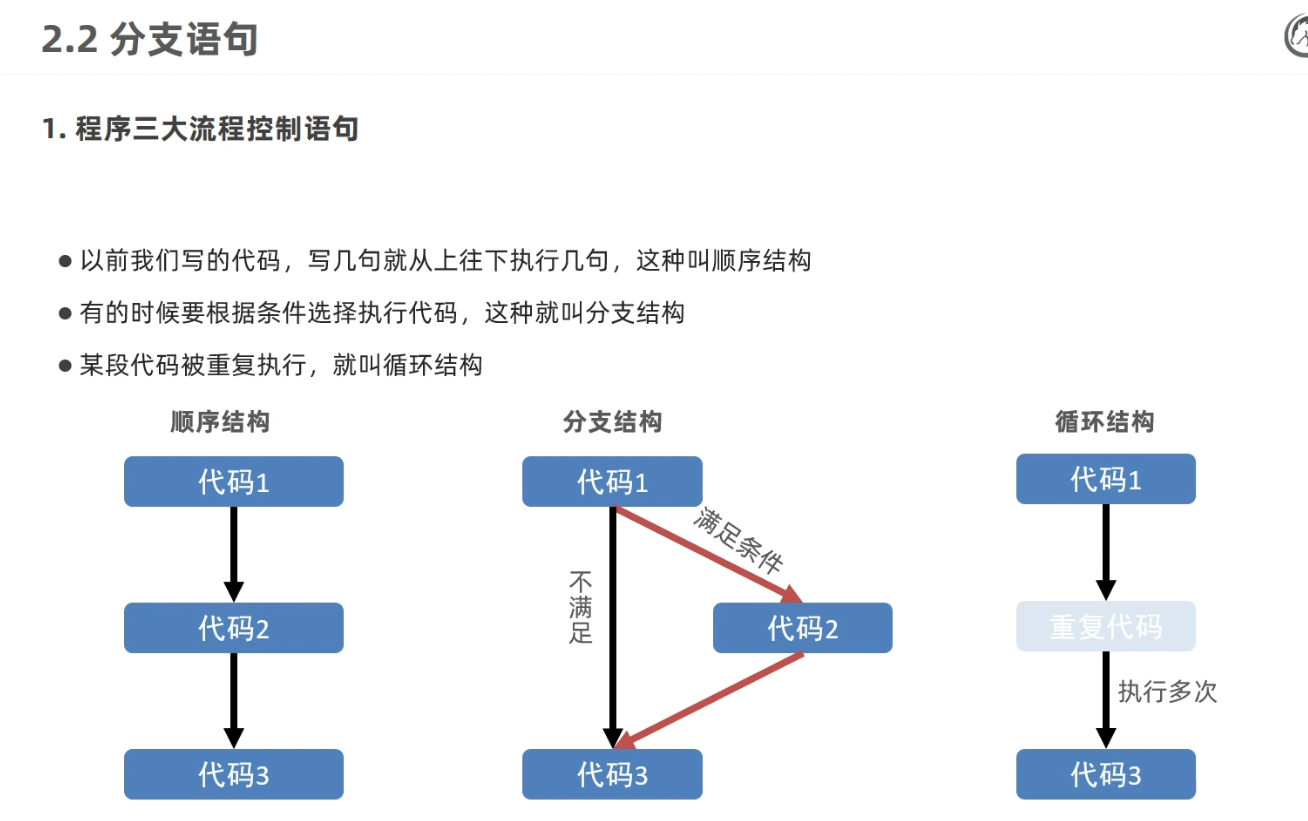 2.2 分支语句
1. 程序三大流程控制语句
● 以前我们写的代码，写几句就从上往下执行几句，这种叫顺序结构
● 有的时候要根据条件选择执行代码，这种就叫分支结构
● 某段代码被重复执行，就叫循环结构
顺序结构
代码1
代码2
代码3
分支结构
代码1
满足条件
不满足
代码2
代码3
循环结构
代码1
重复代码
执行多次
代码3